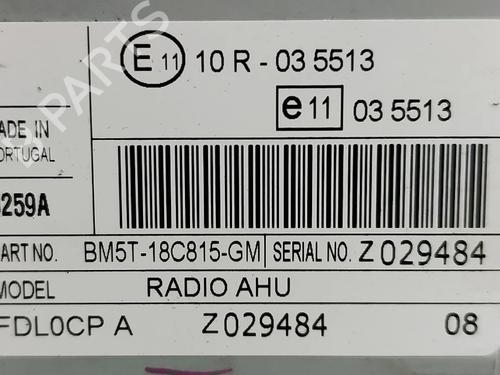 E 11 10 R - 03 5513
e 11 03 5513
ADE IN
ORTUGAL
259A
ART NO. BM5T-18C815-GM SERIAL NO. Z029484
MODEL RADIO AHU
FDL0CP A Z029484 08